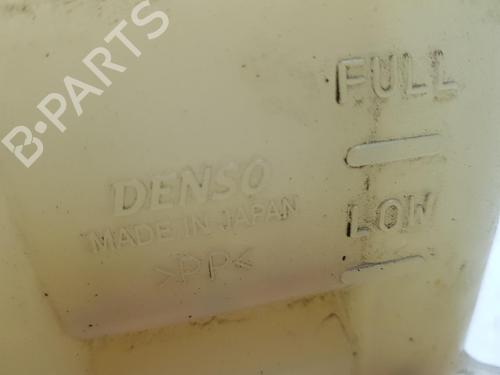 B-PARTS
FULL
DENSO
MADE IN JAPAN
LOW
>PP<